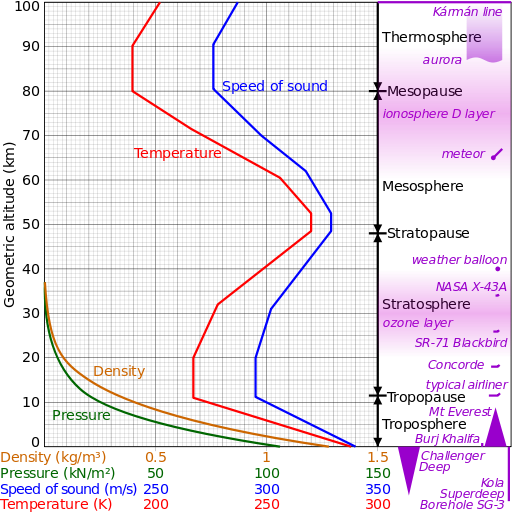 100
Kármán line
Thermosphere
90
aurora
80
Speed of sound
Mesopause
ionosphere D layer
70
Temperature
meteor
60
Mesosphere
Geometric altitude (km)
50
Stratopause
weather balloon
40
NASA X-43A
Stratosphere
30
ozone layer
SR-71 Blackbird
20
Concorde
Density
typical airliner
10
Tropopause
Pressure
Mt Everest
Troposphere
0
Burj Khalifa
Density (kg/m³) 0.5 1 1.5
Challenger
Deep
Pressure (kN/m²) 50 100 150
Speed of sound (m/s) 250 300 350
Kola
Superdeep
Temperature (K) 200 250 300
Borehole SG-3